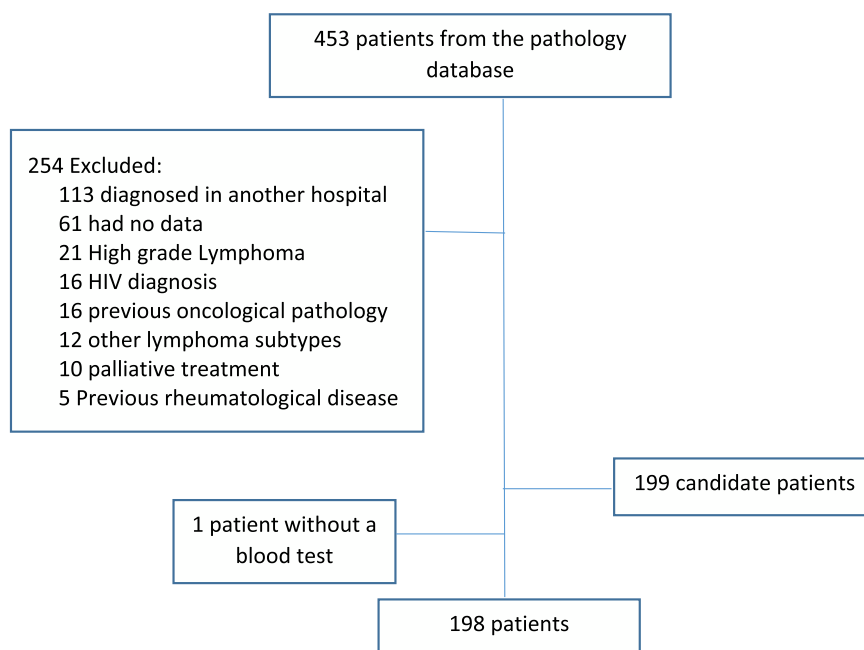 453 patients from the pathology
database
254 Excluded:
113 diagnosed in another hospital
61 had no data
21 High grade Lymphoma
16 HIV diagnosis
16 previous oncological pathology
12 other lymphoma subtypes
10 palliative treatment
5 Previous rheumatological disease
199 candidate patients
1 patient without a
blood test
198 patients